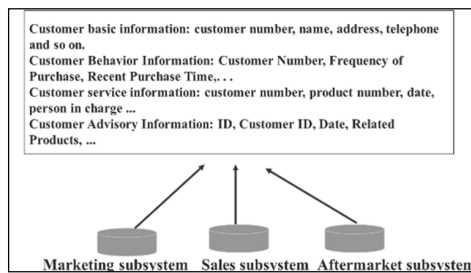 Customer basic information: customer number, name, address, telephone
and so on.
Customer Behavior Information: Customer Number, Frequency of
Purchase, Recent Purchase Time,. . .
Customer service information: customer number, product number, date,
person in charge ...
Customer Advisory Information: ID, Customer ID, Date, Related
Products, ...
Marketing subsystem Sales subsystem Aftermarket subsystem